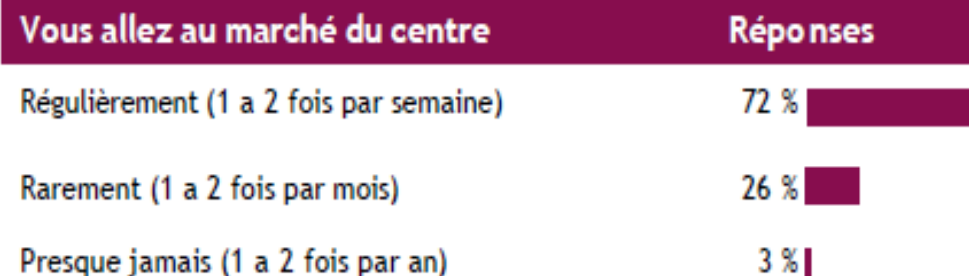 Vous allez au marché du centre Réponses
Régulièrement (1 a 2 fois par semaine) 72 %
Rarement (1 a 2 fois par mois) 26 %
Presque jamais (1 a 2 fois par an) 3 %